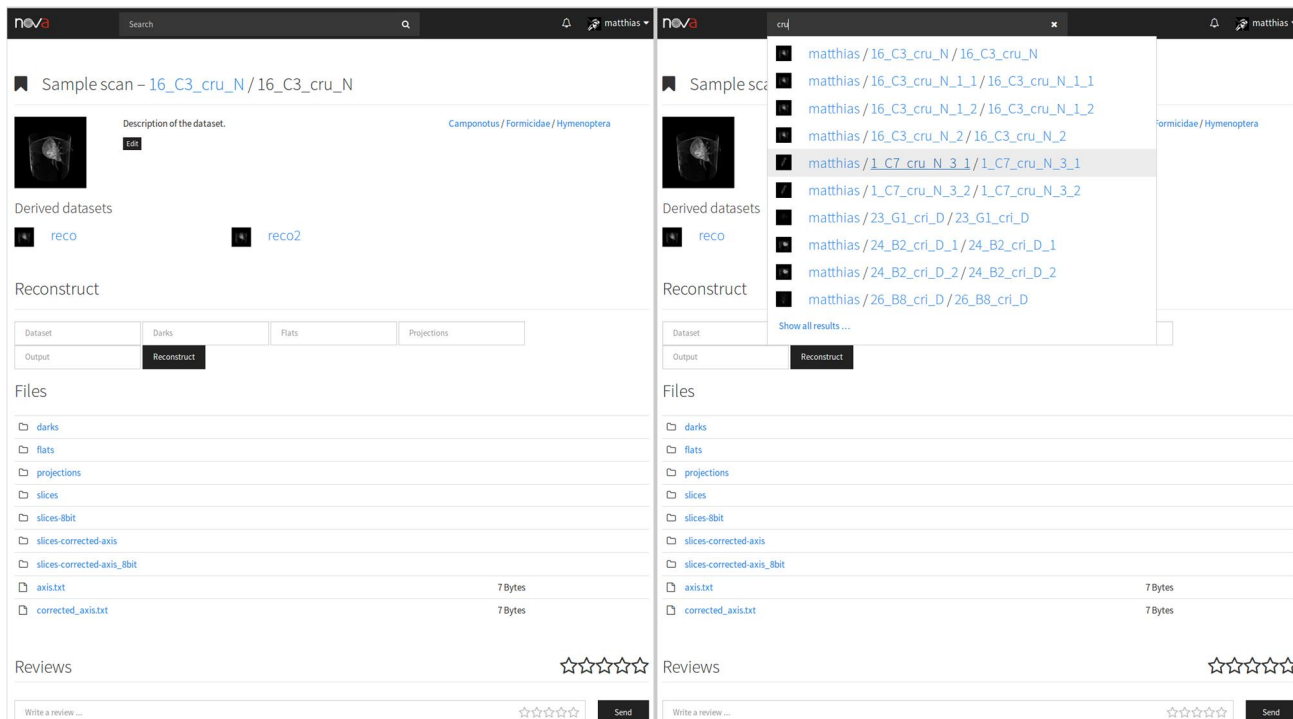 nova Search matthias
Sample scan – 16_C3_cru_N / 16_C3_cru_N
Description of the dataset. Camponotus / Formicidae / Hymenoptera
Edit
Derived datasets
reco reco2
Reconstruct
Dataset Darks Flats Projections
Output Reconstruct
Files
darks
flats
projections
slices
slices-8bit
slices-corrected-axis
slices-corrected-axis_8bit
axis.txt 7 Bytes
corrected_axis.txt 7 Bytes
Reviews
Write a review ... Send
nova cru matthias
matthias / 16_C3_cru_N / 16_C3_cru_N
Sample sca
matthias / 16_C3_cru_N_1_1 / 16_C3_cru_N_1_1
matthias / 16_C3_cru_N_1_2 / 16_C3_cru_N_1_2
matthias / 16_C3_cru_N_2 / 16_C3_cru_N_2
Formicidae / Hymenoptera
matthias / 1_C7_cru_N_3_1 / 1_C7_cru_N_3_1
matthias / 1_C7_cru_N_3_2 / 1_C7_cru_N_3_2
Derived datasets
matthias / 23_G1_cri_D / 23_G1_cri_D
reco
matthias / 24_B2_cri_D_1 / 24_B2_cri_D_1
matthias / 24_B2_cri_D_2 / 24_B2_cri_D_2
Reconstruct
matthias / 26_B8_cri_D / 26_B8_cri_D
Show all results ...
Dataset
Output Reconstruct
Files
darks
flats
projections
slices
slices-8bit
slices-corrected-axis
slices-corrected-axis_8bit
axis.txt 7 Bytes
corrected_axis.txt 7 Bytes
Reviews
Write a review ... Send